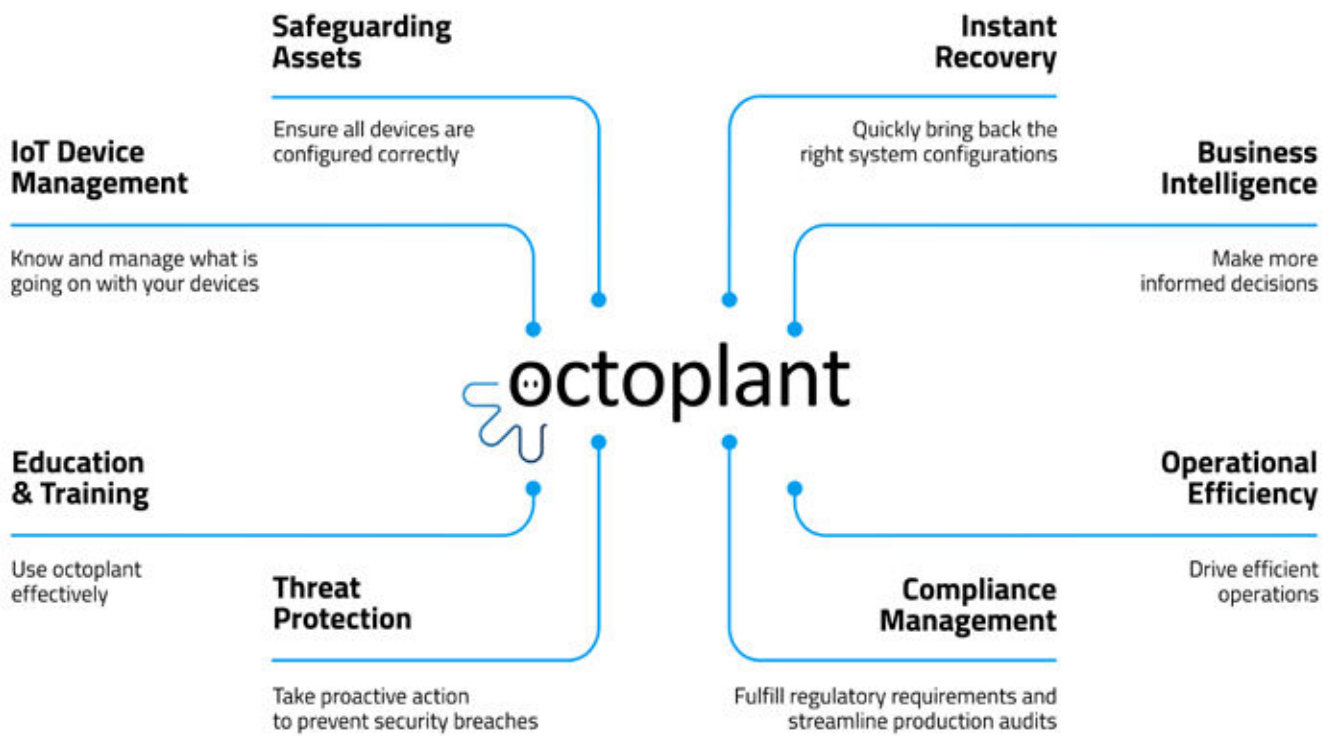 Safeguarding
Assets
Ensure all devices are
configured correctly
Instant
Recovery
Quickly bring back the
right system configurations
IoT Device
Management
Know and manage what is
going on with your devices
Business
Intelligence
Make more
informed decisions
octoplant
Education
& Training
Use octoplant
effectively
Operational
Efficiency
Drive efficient
operations
Threat
Protection
Take proactive action
to prevent security breaches
Compliance
Management
Fulfill regulatory requirements and
streamline production audits